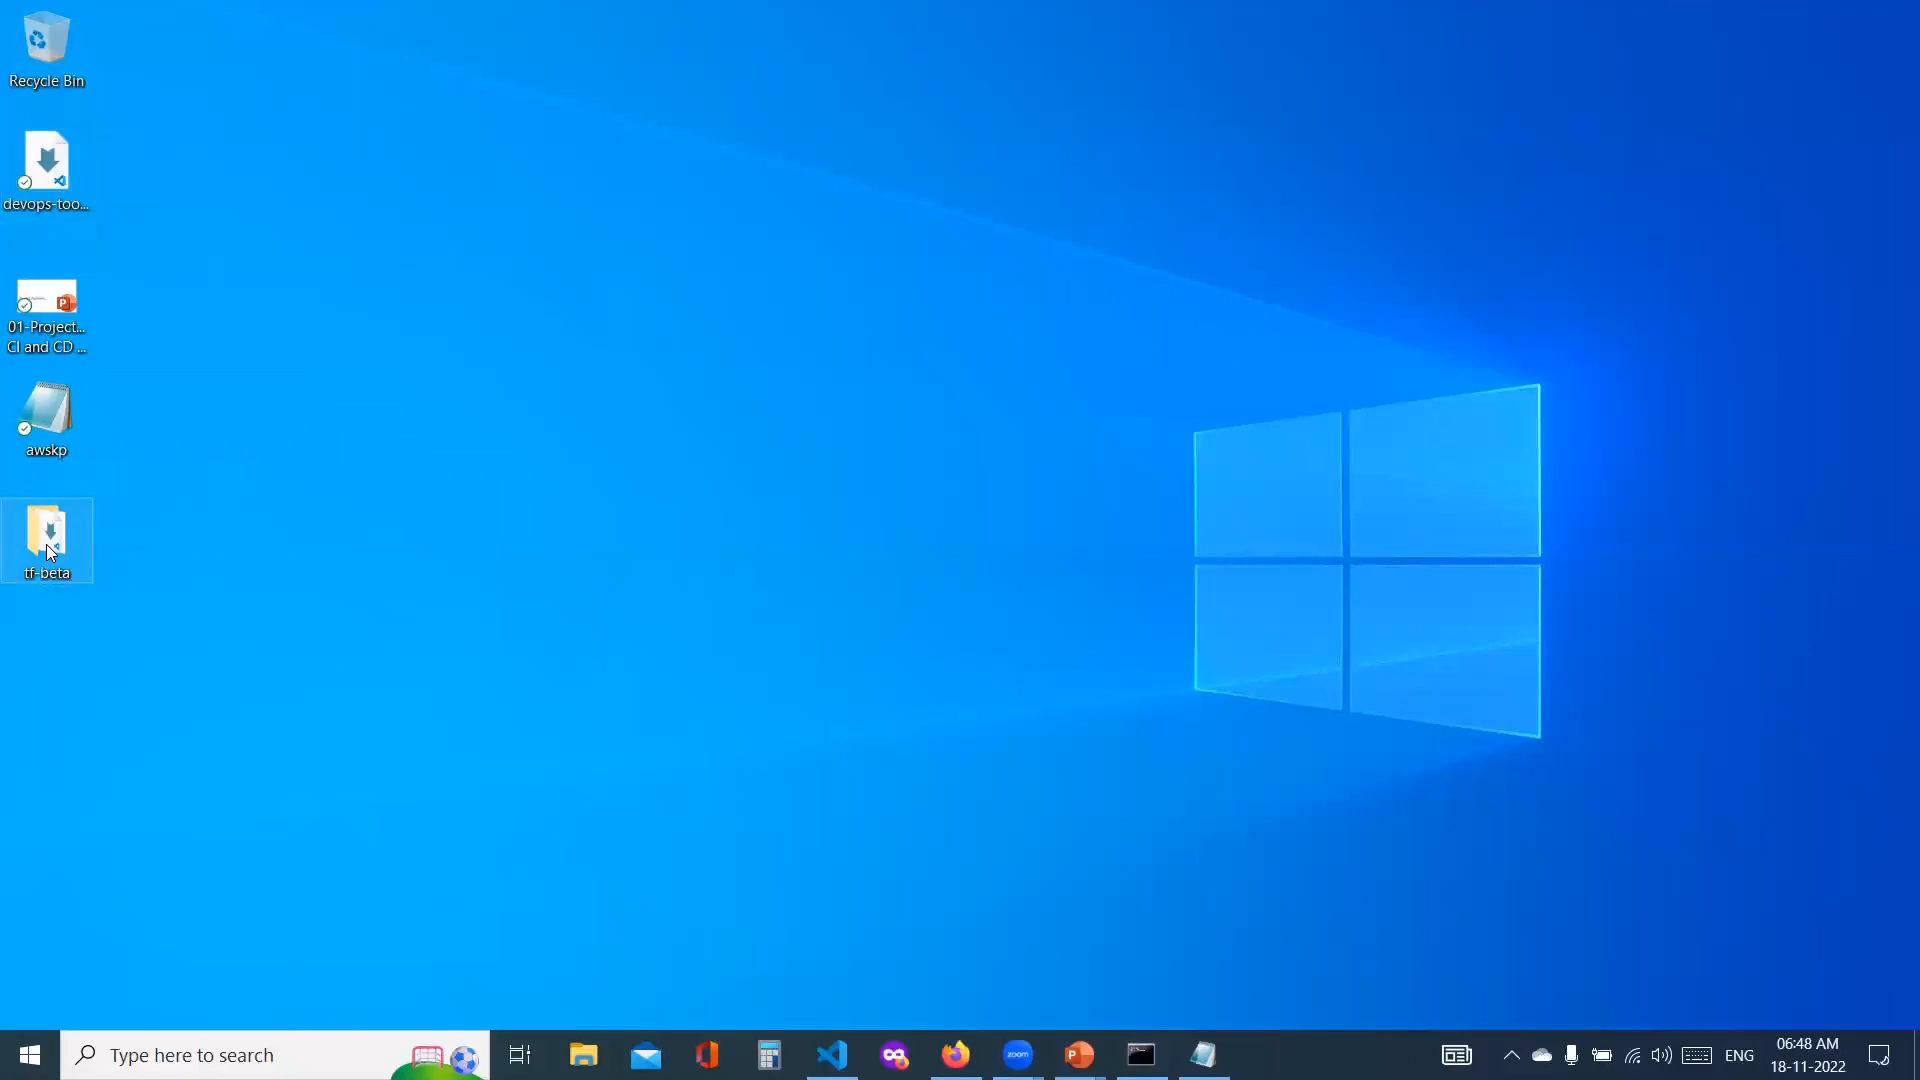 Recycle Bin
devops-too...
01-Project...
CI and CD ...
awskp
tf-beta
Type here to search
zoom
P
ENG
06:48 AM
18-11-2022